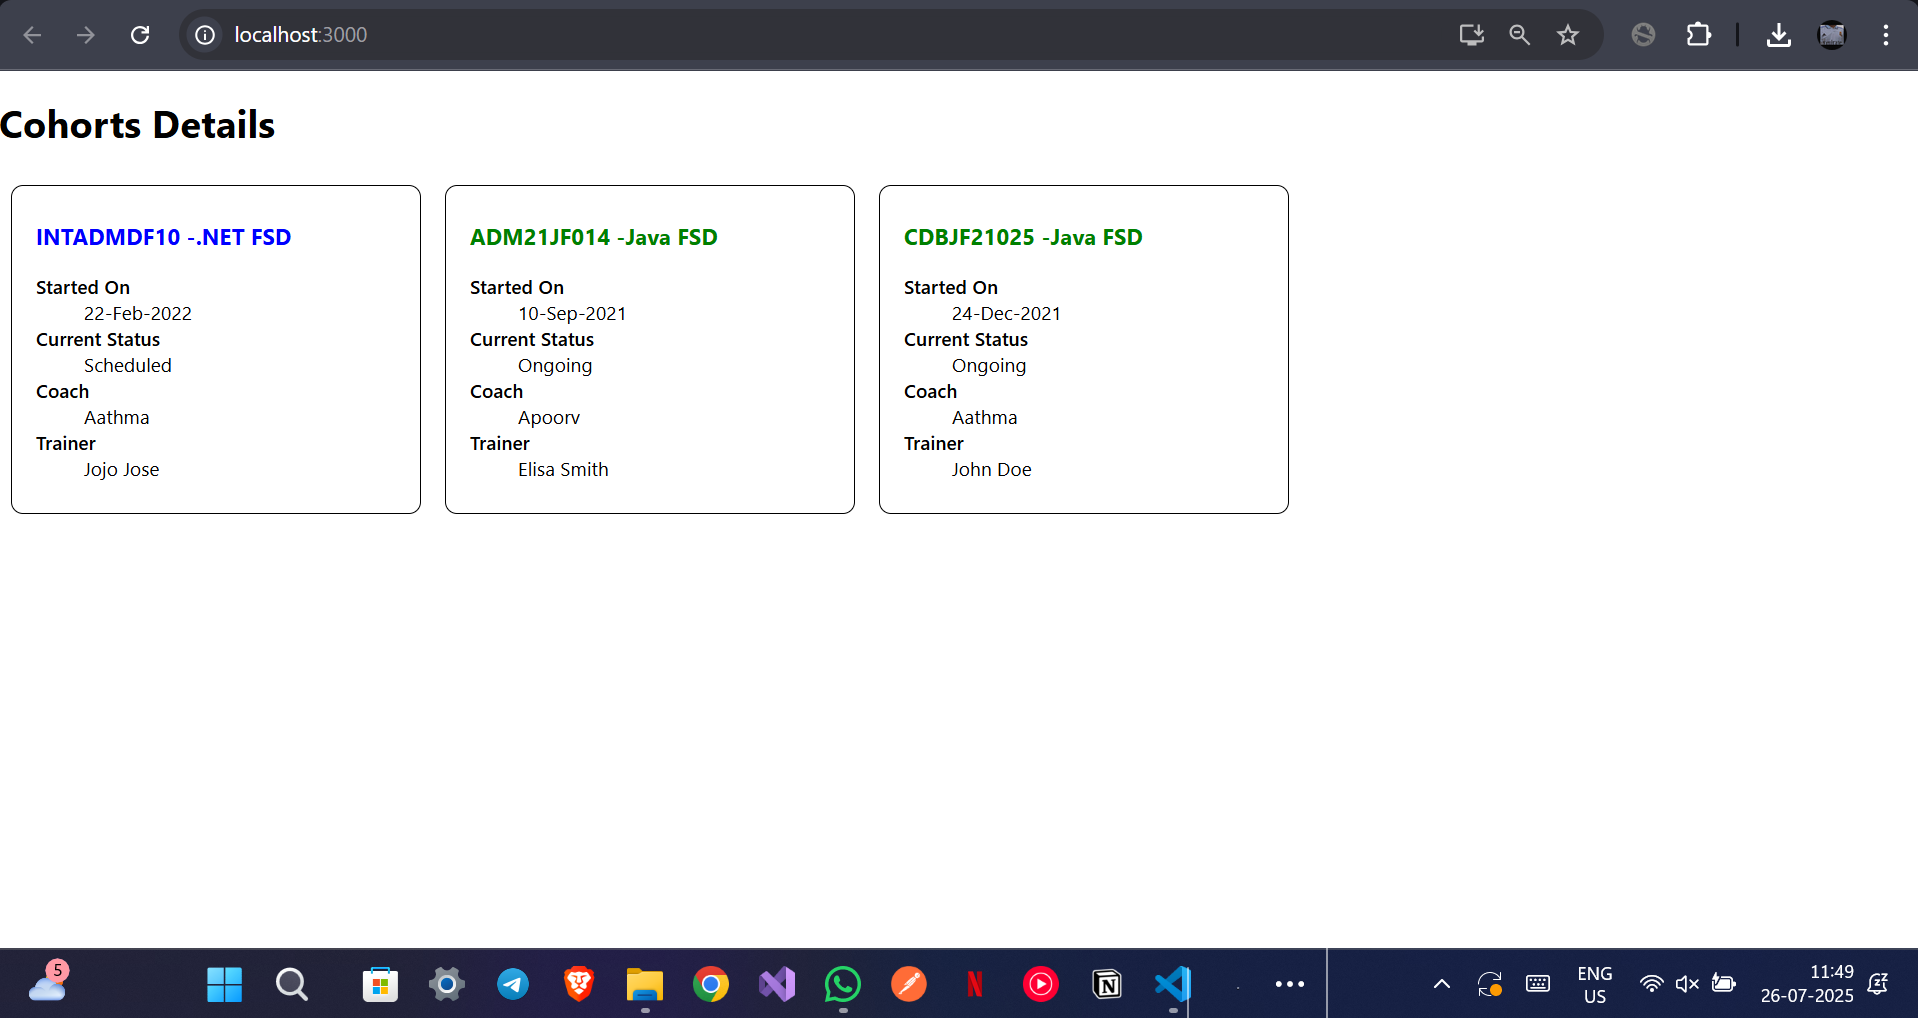 localhost:3000
Cohorts Details
INTADMDF10 -.NET FSD
Started On
22-Feb-2022
Current Status
Scheduled
Coach
Aathma
Trainer
Jojo Jose
ADM21JF014 -Java FSD
Started On
10-Sep-2021
Current Status
Ongoing
Coach
Apoorv
Trainer
Elisa Smith
CDBJF21025 -Java FSD
Started On
24-Dec-2021
Current Status
Ongoing
Coach
Aathma
Trainer
John Doe
5
ENG
US
11:49
26-07-2025